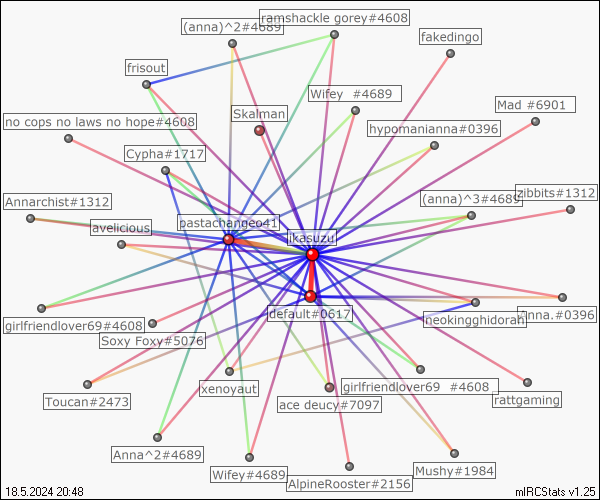 (anna)^2#4689
ramshackle gorey#4608
fakedingo
frisout
Wifey #4689
Mad #6901
no cops no laws no hope#4608
Skalman
hypomanianna#0396
Cypha#1717
Annarchist#1312
(anna)^3#4689
zibbits#1312
avelicious
bastachangeo41
ikasuzu
girlfriendlover69#4608
Soxy Foxy#5076
default#0617
neokingghidorah
Anna.#0396
Toucan#2473
xenoyaut
ace deucy#7097
girlfriendlover69 #4608
rattgaming
Anna^2#4689
Wifey#4689
AlpineRooster#2156
Mushy#1984
18.5.2024 20:48
mIRCStats v1.25